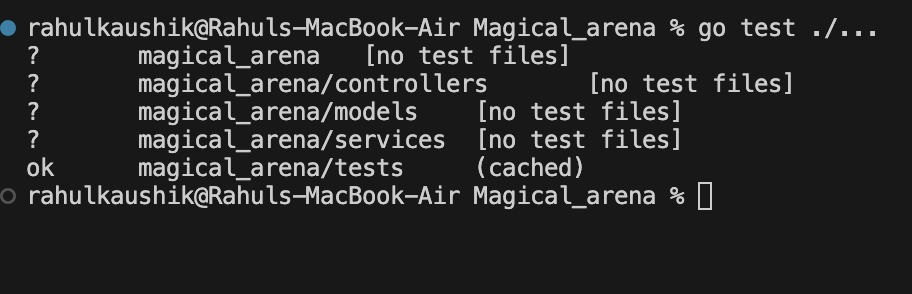 rahulkaushik@Rahuls-MacBook-Air Magical_arena % go test ./...
?       magical_arena   [no test files]
?       magical_arena/controllers       [no test files]
?       magical_arena/models    [no test files]
?       magical_arena/services  [no test files]
ok      magical_arena/tests     (cached)
rahulkaushik@Rahuls-MacBook-Air Magical_arena %